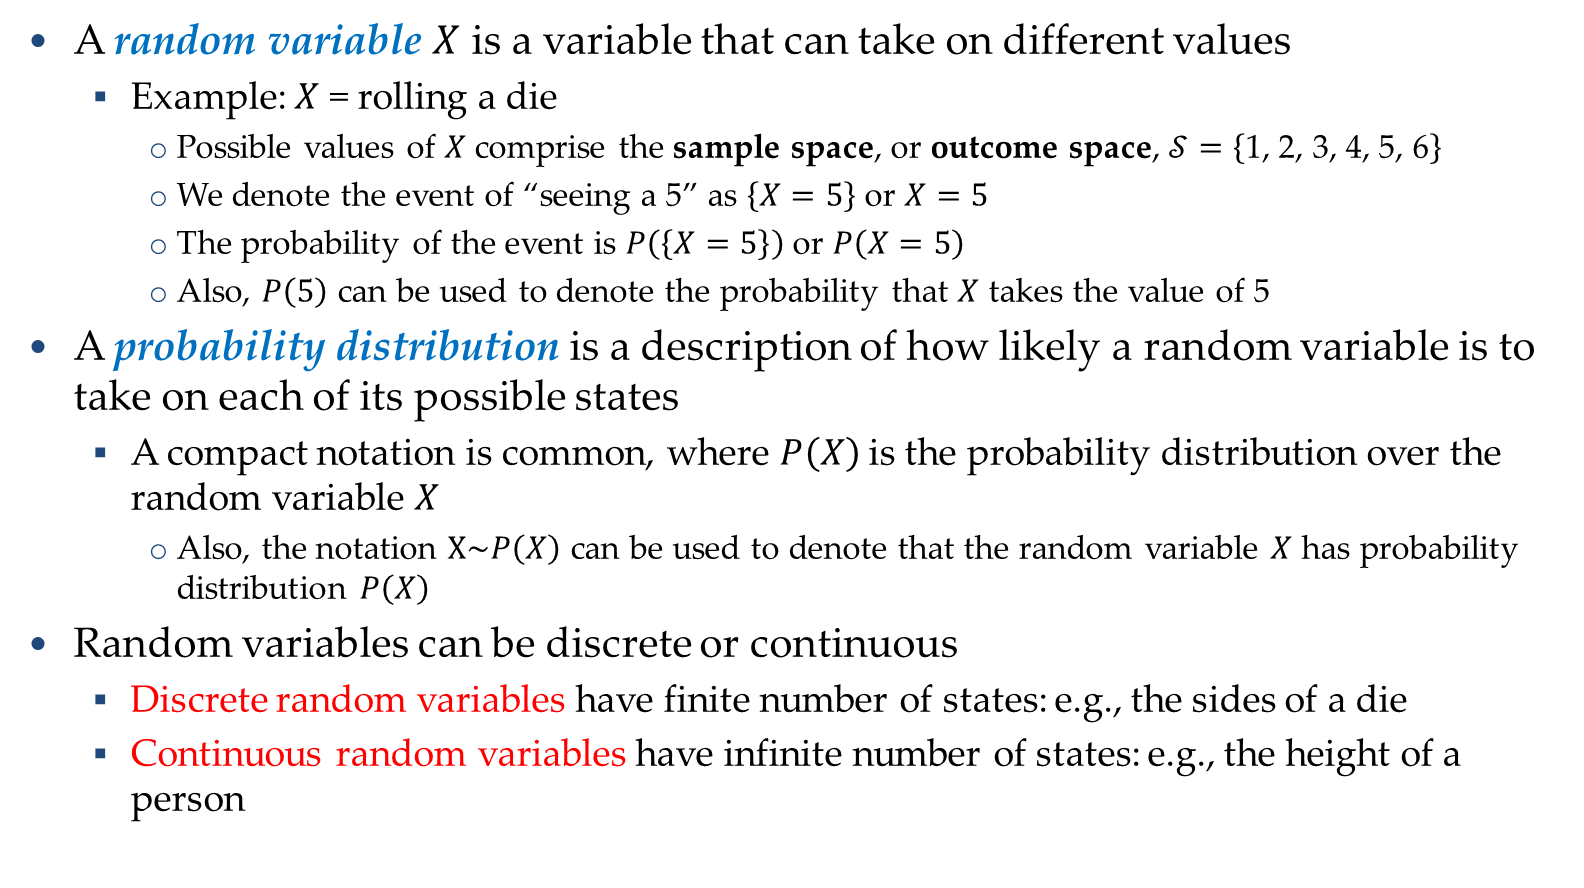 • A random variable X is a variable that can take on different values
▪ Example: X = rolling a die
○ Possible values of X comprise the sample space, or outcome space, 𝒮 = {1, 2, 3, 4, 5, 6}
○ We denote the event of “seeing a 5” as {X = 5} or X = 5
○ The probability of the event is P({X = 5}) or P(X = 5)
○ Also, P(5) can be used to denote the probability that X takes the value of 5
• A probability distribution is a description of how likely a random variable is to
take on each of its possible states
▪ A compact notation is common, where P(X) is the probability distribution over the
random variable X
○ Also, the notation X~P(X) can be used to denote that the random variable X has probability
distribution P(X)
• Random variables can be discrete or continuous
▪ Discrete random variables have finite number of states: e.g., the sides of a die
▪ Continuous random variables have infinite number of states: e.g., the height of a
person